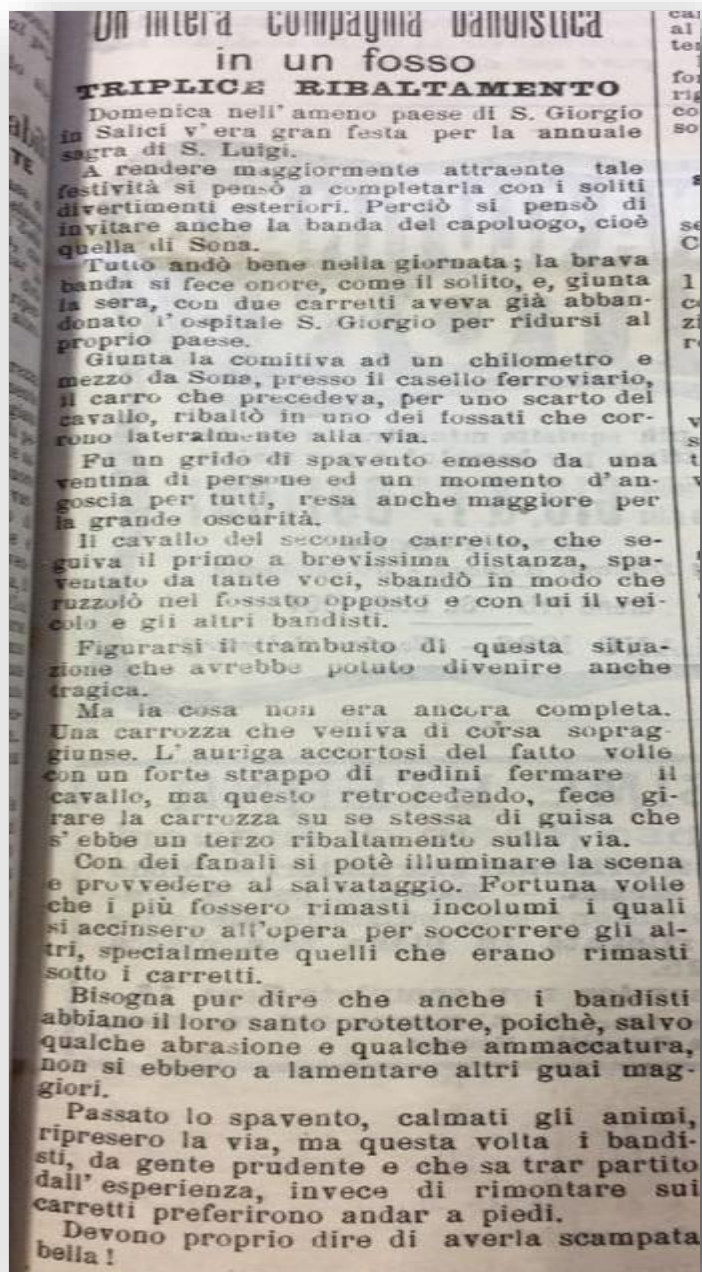 Un'intera compagnia bandistica
in un fosso
TRIPLICE RIBALTAMENTO
Domenica nell' ameno paese di S. Giorgio
in Salici v'era gran festa per la annuale
sagra di S. Luigi.
A rendere maggiormente attraente tale
festività si pensò a completarla con i soliti
divertimenti esteriori. Perciò si pensò di
invitare anche la banda del capoluogo, cioè
quella di Sona.
Tutto andò bene nella giornata; la brava
banda si fece onore, come il solito, e, giunta
la sera, con due carretti aveva già abban-
donato l'ospitale S. Giorgio per ridursi al
proprio paese.
Giunta la comitiva ad un chilometro e
mezzo da Sona, presso il casello ferroviario,
il carro che precedeva, per uno scarto del
cavallo, ribaltò in uno dei fossati che cor-
rono lateralmente alla via.
Fu un grido di spavento emesso da una
ventina di persone ed un momento d'an-
goscia per tutti, resa anche maggiore per
la grande oscurità.
Il cavallo del secondo carretto, che se-
guiva il primo a brevissima distanza, spa-
ventato da tante voci, sbandò in modo che
ruzzolò nel fossato opposto e con lui il vei-
colo e gli altri bandisti.
Figurarsi il trambusto di questa situa-
zione che avrebbe potuto divenire anche
tragica.
Ma la cosa non era ancora completa.
Una carrozza che veniva di corsa soprag-
giunse. L' auriga accortosi del fatto volle
con un forte strappo di redini fermare il
cavallo, ma questo retrocedendo, fece gi-
rare la carrozza su se stessa di guisa che
s' ebbe un terzo ribaltamento sulla via.
Con dei fanali si potè illuminare la scena
e provvedere al salvataggio. Fortuna volle
che i più fossero rimasti incolumi i quali
si accinsero all'opera per soccorrere gli al-
tri, specialmente quelli che erano rimasti
sotto i carretti.
Bisogna pur dire che anche i bandisti
abbiano il loro santo protettore, poichè, salvo
qualche abrasione e qualche ammaccatura,
non si ebbero a lamentare altri guai mag-
giori.
Passato lo spavento, calmati gli animi,
ripresero la via, ma questa volta i bandi-
sti, da gente prudente e che sa trar partito
dall' esperienza, invece di rimontare sui
carretti preferirono andar a piedi.
Devono proprio dire di averla scampata
bella!